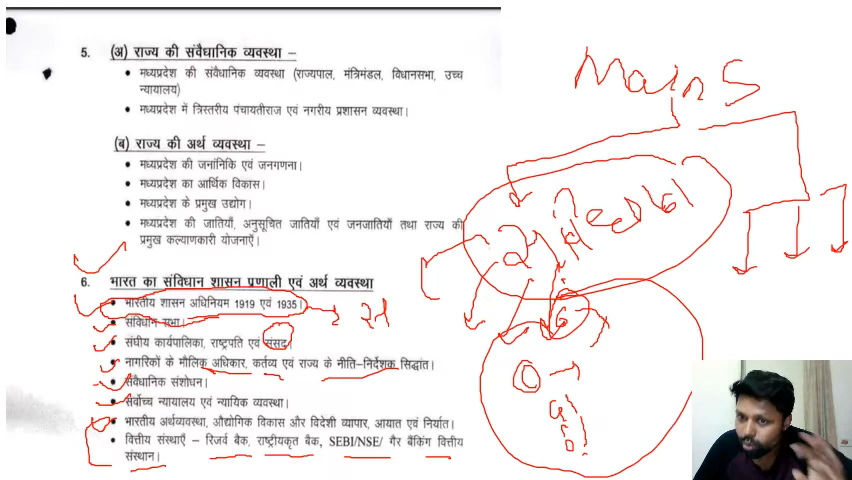 5. (अ) राज्य की संवैधानिक व्यवस्था –
• मध्यप्रदेश की संवैधानिक व्यवस्था (राज्यपाल, मंत्रिमंडल, विधानसभा, उच्च
न्यायालय)
• मध्यप्रदेश में त्रिस्तरीय पंचायतीराज एवं नगरीय प्रशासन व्यवस्था।
(ब) राज्य की अर्थ व्यवस्था –
• मध्यप्रदेश की जनांनिकि एवं जनगणना।
• मध्यप्रदेश का आर्थिक विकास।
• मध्यप्रदेश के प्रमुख उद्योग।
• मध्यप्रदेश की जातियाँ, अनुसूचित जातियाँ एवं जनजातियाँ तथा राज्य की
प्रमुख कल्याणकारी योजनाएँ।
6. भारत का संविधान शासन प्रणाली एवं अर्थ व्यवस्था
• भारतीय शासन अधिनियम 1919 एवं 1935।
• संविधान सभा।
• संघीय कार्यपालिका, राष्ट्रपति एवं संसद।
• नागरिकों के मौलिक अधिकार, कर्तव्य एवं राज्य के नीति–निर्देशक सिद्धांत।
• संवैधानिक संशोधन।
• सर्वोच्च न्यायालय एवं न्यायिक व्यवस्था।
• भारतीय अर्थव्यवस्था, औद्योगिक विकास और विदेशी व्यापार, आयात एवं निर्यात।
• वित्तीय संस्थाएँ – रिजर्व बैक, राष्ट्रीयकृत बैक, SEBI/NSE/ गैर बैंकिंग वित्तीय
संस्थान।
Mains